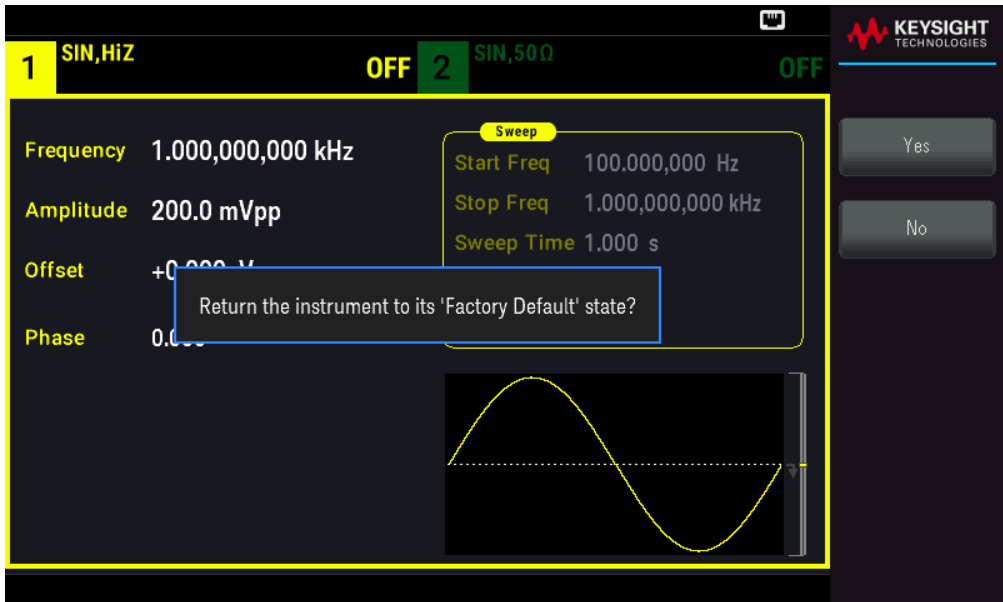 KEYSIGHT
TECHNOLOGIES
1 SIN,HiZ OFF 2 SIN,50Ω OFF
Sweep
Frequency 1.000,000,000 kHz
Start Freq 100.000,000 Hz
Amplitude 200.0 mVpp
Stop Freq 1.000,000,000 kHz
Sweep Time 1.000 s
Offset
Return the instrument to its 'Factory Default' state?
Phase
Yes
No